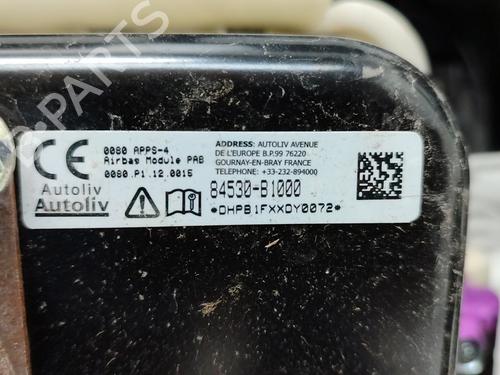 CE
0080 APPS-4
Airbag Module PAB
0080.P1.12.0015
Autoliv
Autoliv
ADDRESS: AUTOLIV AVENUE
DE L'EUROPE B.P.99 76220
GOURNAY-EN-BRAY FRANCE
TELEPHONE: +33-232-894000
84530-B1000
*DHPB1FXXDY0072*
PARTS